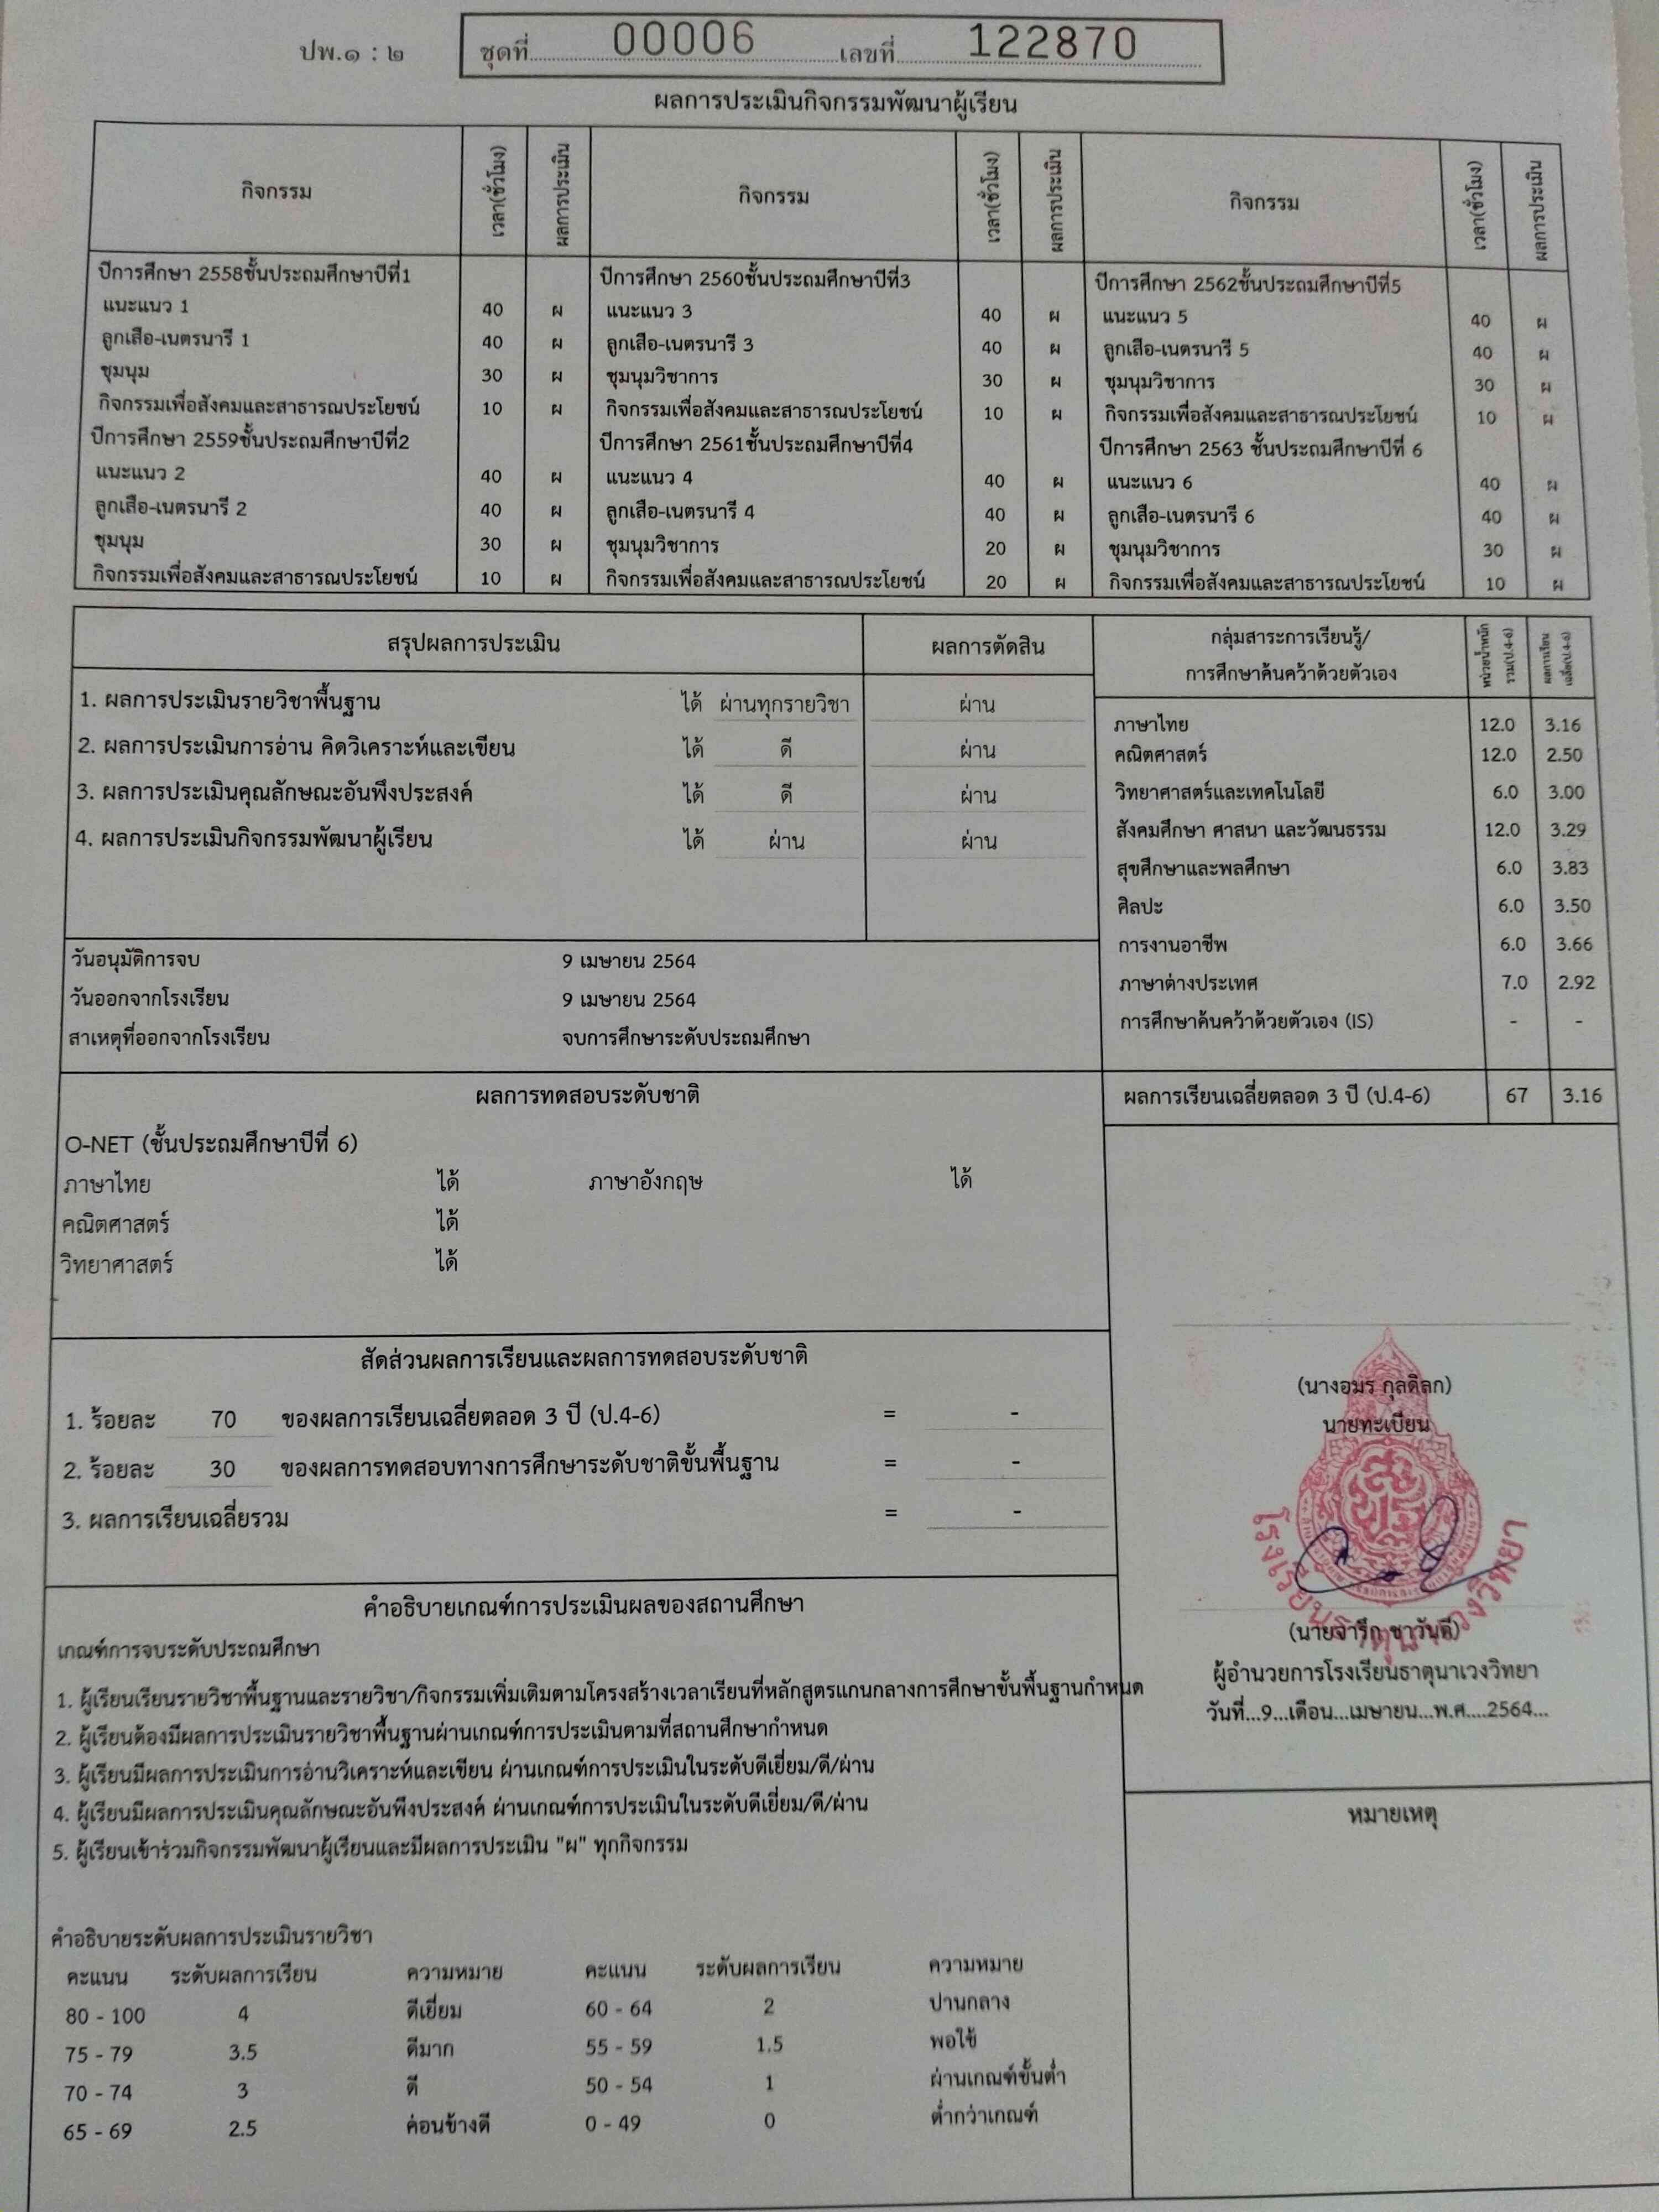 ปพ.๑ : ๒ ชุดที่ 00006 เลขที่ 122870
ผลการประเมินกิจกรรมพัฒนาผู้เรียน
กิจกรรม เวลา(ชั่วโมง) ผลการประเมิน กิจกรรม เวลา(ชั่วโมง) ผลการประเมิน กิจกรรม เวลา(ชั่วโมง) ผลการประเมิน
ปีการศึกษา 2558ชั้นประถมศึกษาปีที่1 ปีการศึกษา 2560ชั้นประถมศึกษาปีที่3 ปีการศึกษา 2562ชั้นประถมศึกษาปีที่5
แนะแนว 1 40 ผ แนะแนว 3 40 ผ แนะแนว 5 40 ผ
ลูกเสือ-เนตรนารี 1 40 ผ ลูกเสือ-เนตรนารี 3 40 ผ ลูกเสือ-เนตรนารี 5 40 ผ
ชุมนุม 30 ผ ชุมนุมวิชาการ 30 ผ ชุมนุมวิชาการ 30 ผ
กิจกรรมเพื่อสังคมและสาธารณประโยชน์ 10 ผ กิจกรรมเพื่อสังคมและสาธารณประโยชน์ 10 ผ กิจกรรมเพื่อสังคมและสาธารณประโยชน์ 10 ผ
ปีการศึกษา 2559ชั้นประถมศึกษาปีที่2 ปีการศึกษา 2561ชั้นประถมศึกษาปีที่4 ปีการศึกษา 2563 ชั้นประถมศึกษาปีที่ 6
แนะแนว 2 40 ผ แนะแนว 4 40 ผ แนะแนว 6 40 ผ
ลูกเสือ-เนตรนารี 2 40 ผ ลูกเสือ-เนตรนารี 4 40 ผ ลูกเสือ-เนตรนารี 6 40 ผ
ชุมนุม 30 ผ ชุมนุมวิชาการ 20 ผ ชุมนุมวิชาการ 30 ผ
กิจกรรมเพื่อสังคมและสาธารณประโยชน์ 10 ผ กิจกรรมเพื่อสังคมและสาธารณประโยชน์ 20 ผ กิจกรรมเพื่อสังคมและสาธารณประโยชน์ 10 ผ
สรุปผลการประเมิน ผลการตัดสิน
1. ผลการประเมินรายวิชาพื้นฐาน ได้ ผ่านทุกรายวิชา ผ่าน
2. ผลการประเมินการอ่าน คิดวิเคราะห์และเขียน ได้ ดี ผ่าน
3. ผลการประเมินคุณลักษณะอันพึงประสงค์ ได้ ดี ผ่าน
4. ผลการประเมินกิจกรรมพัฒนาผู้เรียน ได้ ผ่าน ผ่าน
วันอนุมัติการจบ 9 เมษายน 2564
วันออกจากโรงเรียน 9 เมษายน 2564
สาเหตุที่ออกจากโรงเรียน จบการศึกษาระดับประถมศึกษา
กลุ่มสาระการเรียนรู้/
การศึกษาค้นคว้าด้วยตัวเอง
หน่วยน้ำหนัก
รวม(ป.4-6)
ผลการเรียน
เฉลี่ย(ป.4-6)
ภาษาไทย 12.0 3.16
คณิตศาสตร์ 12.0 2.50
วิทยาศาสตร์และเทคโนโลยี 6.0 3.00
สังคมศึกษา ศาสนา และวัฒนธรรม 12.0 3.29
สุขศึกษาและพลศึกษา 6.0 3.83
ศิลปะ 6.0 3.50
การงานอาชีพ 6.0 3.66
ภาษาต่างประเทศ 7.0 2.92
การศึกษาค้นคว้าด้วยตัวเอง (IS) - -
ผลการเรียนเฉลี่ยตลอด 3 ปี (ป.4-6) 67 3.16
ผลการทดสอบระดับชาติ
O-NET (ชั้นประถมศึกษาปีที่ 6)
ภาษาไทย ได้ ภาษาอังกฤษ ได้
คณิตศาสตร์ ได้
วิทยาศาสตร์ ได้
สัดส่วนผลการเรียนและผลการทดสอบระดับชาติ
1. ร้อยละ 70 ของผลการเรียนเฉลี่ยตลอด 3 ปี (ป.4-6) = -
2. ร้อยละ 30 ของผลการทดสอบทางการศึกษาระดับชาติขั้นพื้นฐาน = -
3. ผลการเรียนเฉลี่ยรวม = -
(นางอมร กุลดิลก)
นายทะเบียน
(นายจำรึก ชาวันดี)
ผู้อำนวยการโรงเรียนธาตุนาเวงวิทยา
วันที่...9...เดือน...เมษายน...พ.ศ....2564...
คำอธิบายเกณฑ์การประเมินผลของสถานศึกษา
เกณฑ์การจบระดับประถมศึกษา
1. ผู้เรียนเรียนรายวิชาพื้นฐานและรายวิชา/กิจกรรมเพิ่มเติมตามโครงสร้างเวลาเรียนที่หลักสูตรแกนกลางการศึกษาขั้นพื้นฐานกำหนด
2. ผู้เรียนต้องมีผลการประเมินรายวิชาพื้นฐานผ่านเกณฑ์การประเมินตามที่สถานศึกษากำหนด
3. ผู้เรียนมีผลการประเมินการอ่านวิเคราะห์และเขียน ผ่านเกณฑ์การประเมินในระดับดีเยี่ยม/ดี/ผ่าน
4. ผู้เรียนมีผลการประเมินคุณลักษณะอันพึงประสงค์ ผ่านเกณฑ์การประเมินในระดับดีเยี่ยม/ดี/ผ่าน
5. ผู้เรียนเข้าร่วมกิจกรรมพัฒนาผู้เรียนและมีผลการประเมิน "ผ" ทุกกิจกรรม
หมายเหตุ
คำอธิบายระดับผลการประเมินรายวิชา
คะแนน ระดับผลการเรียน ความหมาย คะแนน ระดับผลการเรียน ความหมาย
80 - 100 4 ดีเยี่ยม 60 - 64 2 ปานกลาง
75 - 79 3.5 ดีมาก 55 - 59 1.5 พอใช้
70 - 74 3 ดี 50 - 54 1 ผ่านเกณฑ์ขั้นต่ำ
65 - 69 2.5 ค่อนข้างดี 0 - 49 0 ต่ำกว่าเกณฑ์